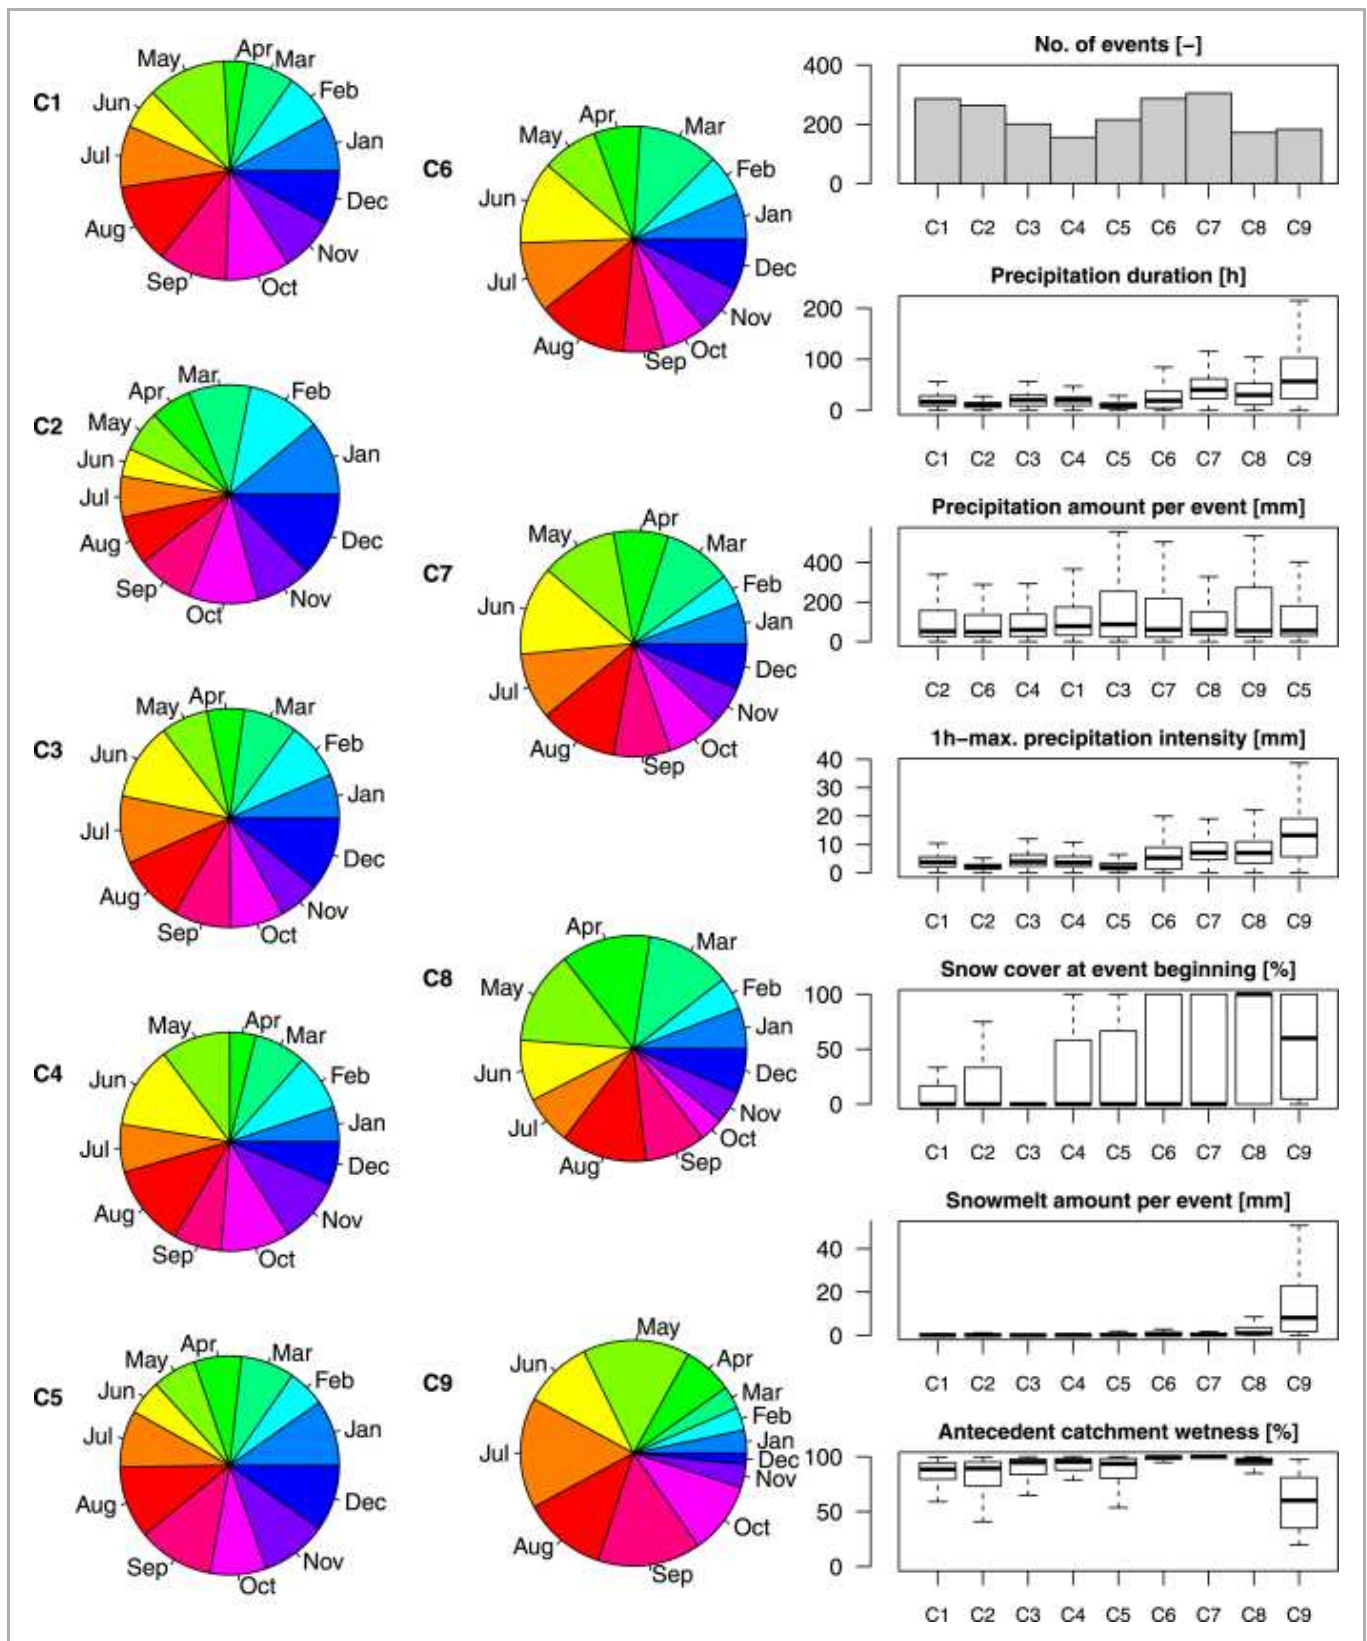 C1
Apr
Mar
May
Feb
Jun
Jan
Jul
Dec
Aug
Nov
Sep
Oct
C2
Mar
Feb
Apr
May
Jan
Jun
Jul
Dec
Aug
Sep
Nov
Oct
C3
Apr
Mar
May
Feb
Jun
Jan
Jul
Dec
Aug
Nov
Sep
Oct
C4
Apr
May
Mar
Feb
Jun
Jan
Jul
Dec
Aug
Nov
Sep
Oct
C5
Apr
Mar
May
Feb
Jun
Jan
Jul
Dec
Aug
Nov
Sep
Oct
C6
Apr
Mar
May
Feb
Jun
Jan
Jul
Dec
Nov
Aug
Oct
Sep
C7
Apr
May
Mar
Feb
Jun
Jan
Dec
Jul
Nov
Aug
Oct
Sep
C8
Apr
Mar
May
Feb
Jan
Jun
Dec
Nov
Jul
Oct
Aug
Sep
C9
May
Apr
Jun
Mar
Feb
Jan
Jul
Dec
Nov
Oct
Aug
Sep
No. of events [–]
400
200
0
C1 C2 C3 C4 C5 C6 C7 C8 C9
Precipitation duration [h]
200
100
0
C1 C2 C3 C4 C5 C6 C7 C8 C9
Precipitation amount per event [mm]
400
200
0
C2 C6 C4 C1 C3 C7 C8 C9 C5
1h–max. precipitation intensity [mm]
40
30
20
10
0
C1 C2 C3 C4 C5 C6 C7 C8 C9
Snow cover at event beginning [%]
100
50
0
C1 C2 C3 C4 C5 C6 C7 C8 C9
Snowmelt amount per event [mm]
40
20
0
C1 C2 C3 C4 C5 C6 C7 C8 C9
Antecedent catchment wetness [%]
100
50
0
C1 C2 C3 C4 C5 C6 C7 C8 C9